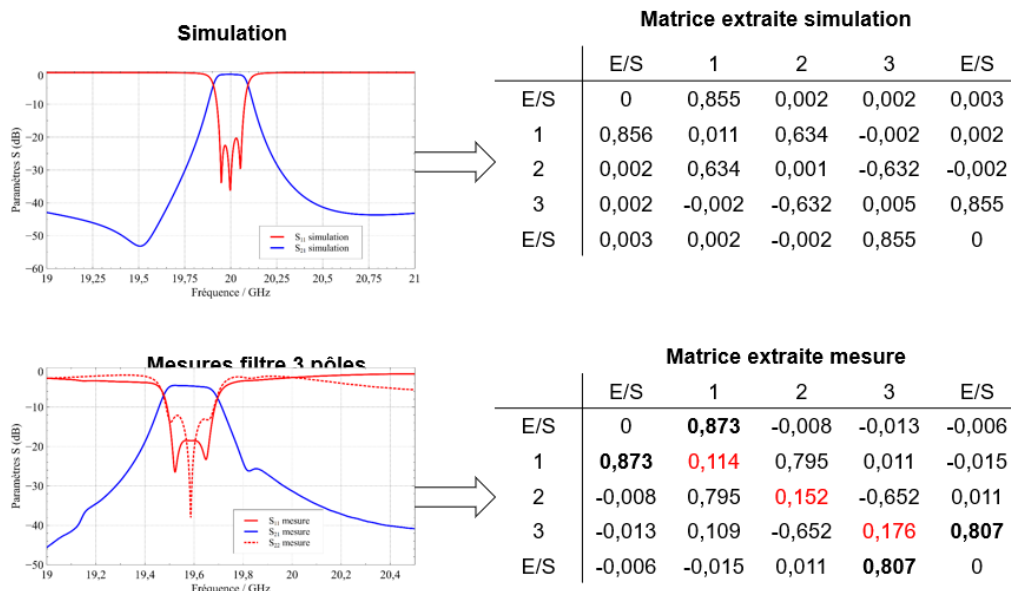 Simulation
Paramètres S (dB)
0
−10
−20
−30
−40
−50
−60
S₁₁ simulation
S₂₁ simulation
19 19,25 19,5 19,75 20 20,25 20,5 20,75 21
Fréquence / GHz
Matrice extraite simulation
E/S 1 2 3 E/S
E/S 0 0,855 0,002 0,002 0,003
1 0,856 0,011 0,634 -0,002 0,002
2 0,002 0,634 0,001 -0,632 -0,002
3 0,002 -0,002 -0,632 0,005 0,855
E/S 0,003 0,002 -0,002 0,855 0
Mesures filtre 3 pôles
Paramètres S (dB)
0
−10
−20
−30
−40
−50
S₁₁ mesure
S₂₁ mesure
S₂₂ mesure
19 19,2 19,4 19,6 19,8 20 20,2 20,4
Fréquence / GHz
Matrice extraite mesure
E/S 1 2 3 E/S
E/S 0 0,873 -0,008 -0,013 -0,006
1 0,873 0,114 0,795 0,011 -0,015
2 -0,008 0,795 0,152 -0,652 0,011
3 -0,013 0,109 -0,652 0,176 0,807
E/S -0,006 -0,015 0,011 0,807 0